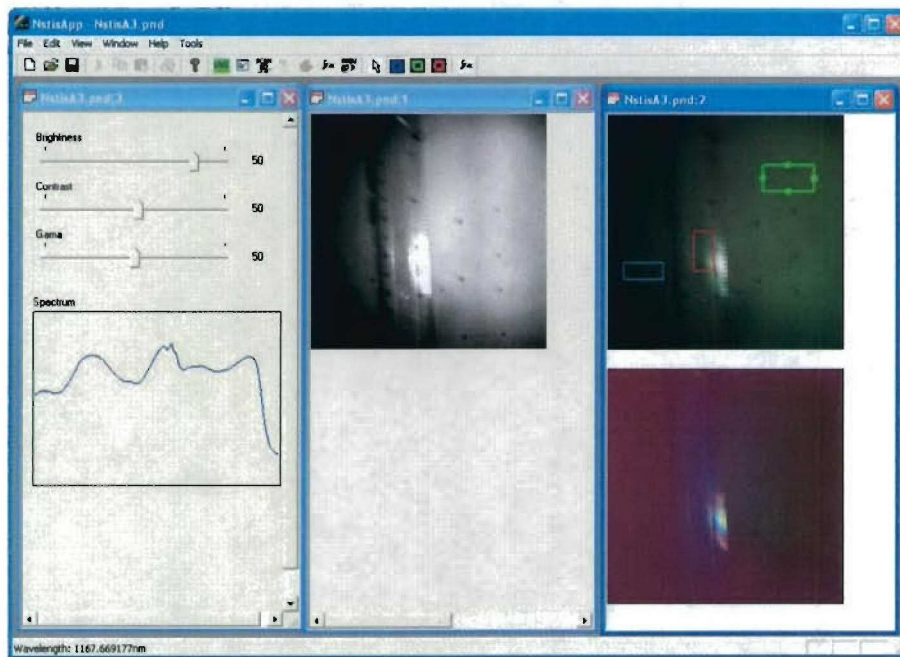 NstisApp - NstisA3.pnd
File Edit View Window Help Tools
NstisA3.pnd:3
NstisA3.pnd:1
NstisA3.pnd:2
Brightness
50
Contrast
50
Gama
50
Spectrum
Wavelength: 1167.669177nm